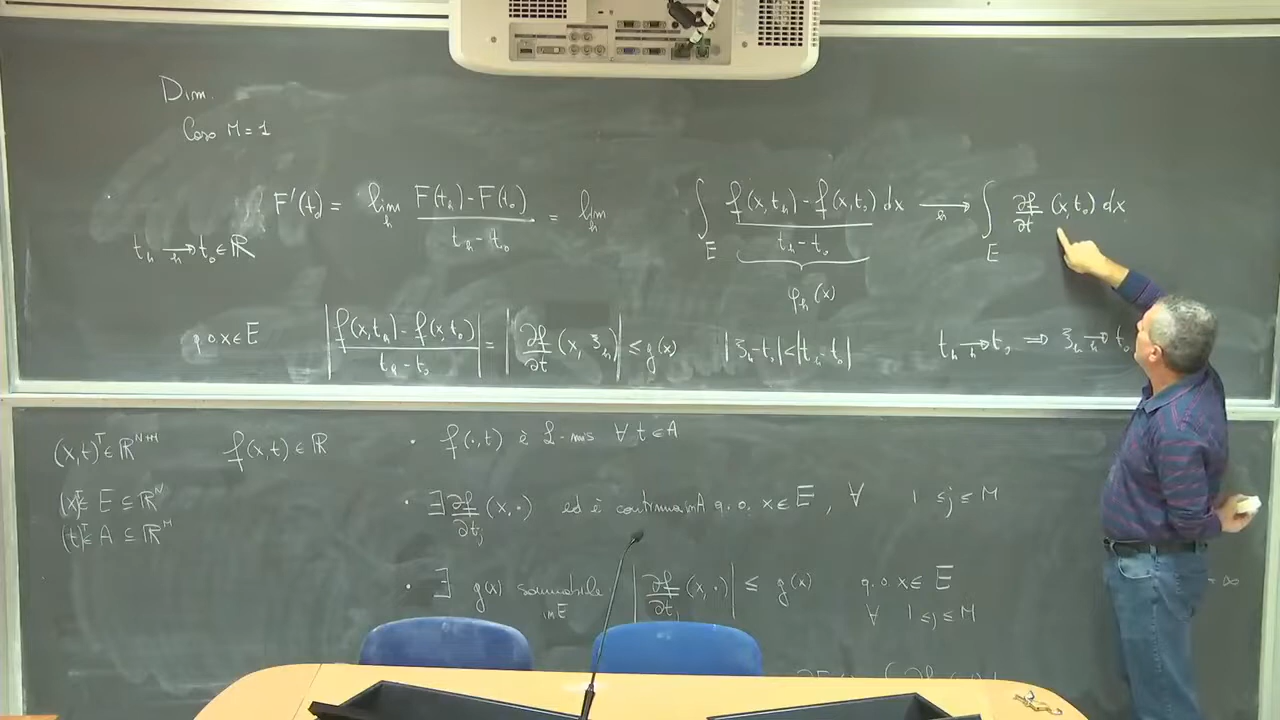 Dim.
Caso M = 1
F'(t₀) = lim_h (F(t_h) - F(t₀))/(t_h - t₀) = lim_h ∫_E (f(x,t_h) - f(x,t₀))/(t_h - t₀) dx →_h ∫_E ∂f/∂t (x,t₀) dx
t_h →_h t₀ ∈ ℝ
φ_h(x)
q.o x ∈ E |(f(x,t_h) - f(x,t₀))/(t_h - t₀)| = |∂f/∂t (x, ξ_h)| ≤ g(x) |ξ_h - t₀| < |t_h - t₀| t_h →_h t₀ ⇒ ξ_h →_h t₀
(x,t)ᵀ ∈ ℝ^{N+M} f(x,t) ∈ ℝ • f(·,t) è L-mis ∀ t ∈ A
(x)ᵀ ∈ E ⊆ ℝᴺ • ∃ ∂f/∂t_j (x,·) ed è continua in A q.o. x ∈ E, ∀ 1 ≤ j ≤ M
(t)ᵀ ∈ A ⊆ ℝᴹ
• ∃ g(x) sommabile in E |∂f/∂t_j (x,·)| ≤ g(x) q.o x ∈ E
∀ 1 ≤ j ≤ M